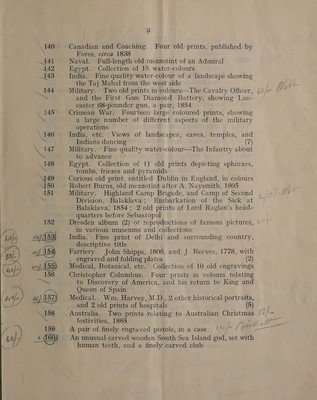 140 Canadian and Coaching. Four old prints, published by
Fores, circa 1838
141 Naval. Full-length old mezzotint of an Admiral
142 Egypt. Collection of 15 water-colours
143 India. Fine quality water-colour of a landscape showing
the Taj Mahal from the west side
144 Military. Two old prints in colours—The Cavalry Officer,
and the First Gun Diamond Battery, showing Lan-
caster 68-pounder gun, a pair, 1854
145 Crimean War. Fourteen large coloured prints, showing
a large number of different aspects of the military
operations
146 India, etc. Views of landscapes, caves, temples, and
Indians dancing (7)
147 Military. Fine quality water-colour—The Infantry about
to advance
148 Egypt. Collection of 11 old prints depicting sphinxes,
tombs, friezes and pyramids
149 Curious old print, entitled Dublin in England, in colours
150 Robert Burns, old mezzotint after A. Naysmith, 1805
151 Military. Highland Camp Brigade, and Camp of Second
Division, Balaklava; Embarkation of the Sick at
Balaklava, 1854; 2 old prints of Lord Raglan's head-
quarters before Sebastopol
152 Dresden album (2) of reproductions of famous pictures,
in various museums and collections
153 India. Fine print of Delhi and surrounding country,
descriptive title
154 Farriery. John Shipps, 1806, and J. Reeves, 1778, with
engraved and folding plates (2)
155 Medical, Botanical, etc. Collection of 10 old engravings
156 Christopher Columbus. Four prints in colours relating
to Discovery of America, and his return to King and
Queen of Spain
157 Medical. Wm. Harvey, M.D., 2 other historical portraits,
and 2 old prints of hospitals (5)
158 Australia. Two prints relating to Australian Christmas
festivities, 1865
159 A pair of finely engraved pistols, in a case
160 An unusual carved wooden South Sea Island god, set with
human teeth, and a finely carved club